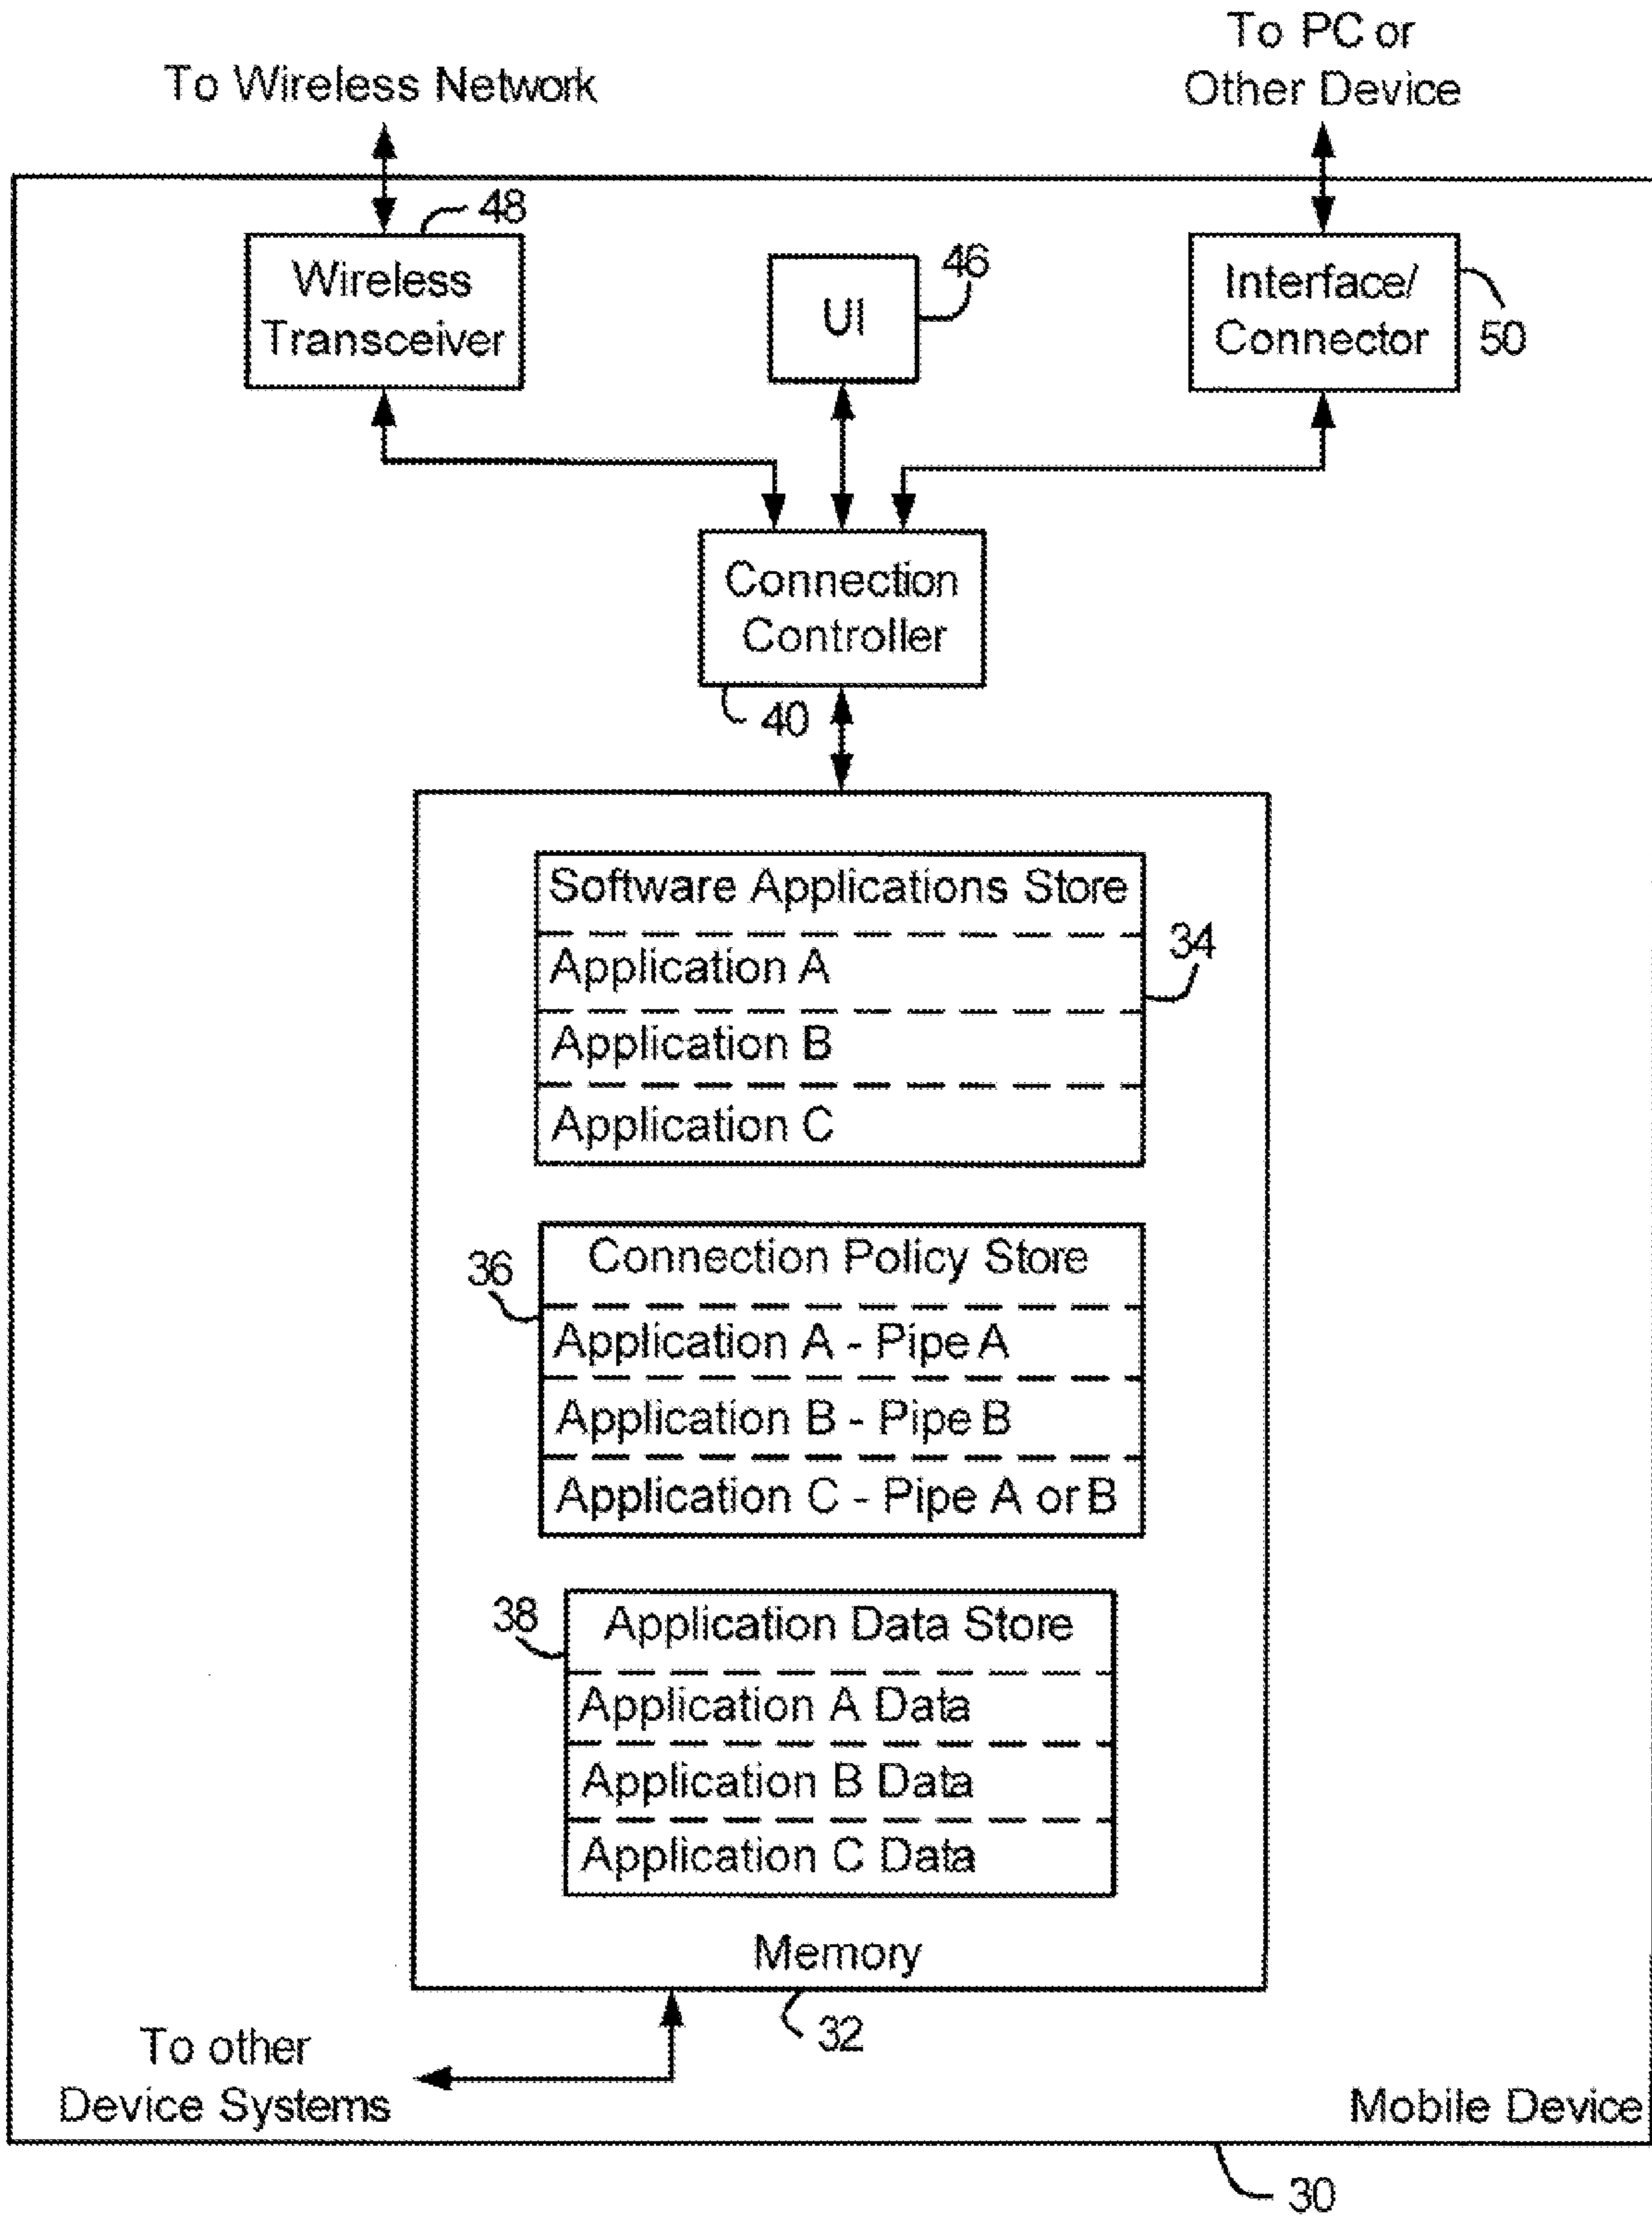 To Wireless Network
To PC or
Other Device
48
Wireless
Transceiver
46
UI
Interface/
Connector
50
Connection
Controller
40
Software Applications Store
34
Application A
Application B
Application C
36
Connection Policy Store
Application A - Pipe A
Application B - Pipe B
Application C - Pipe A or B
38
Application Data Store
Application A Data
Application B Data
Application C Data
Memory
32
To other
Device Systems
Mobile Device
30